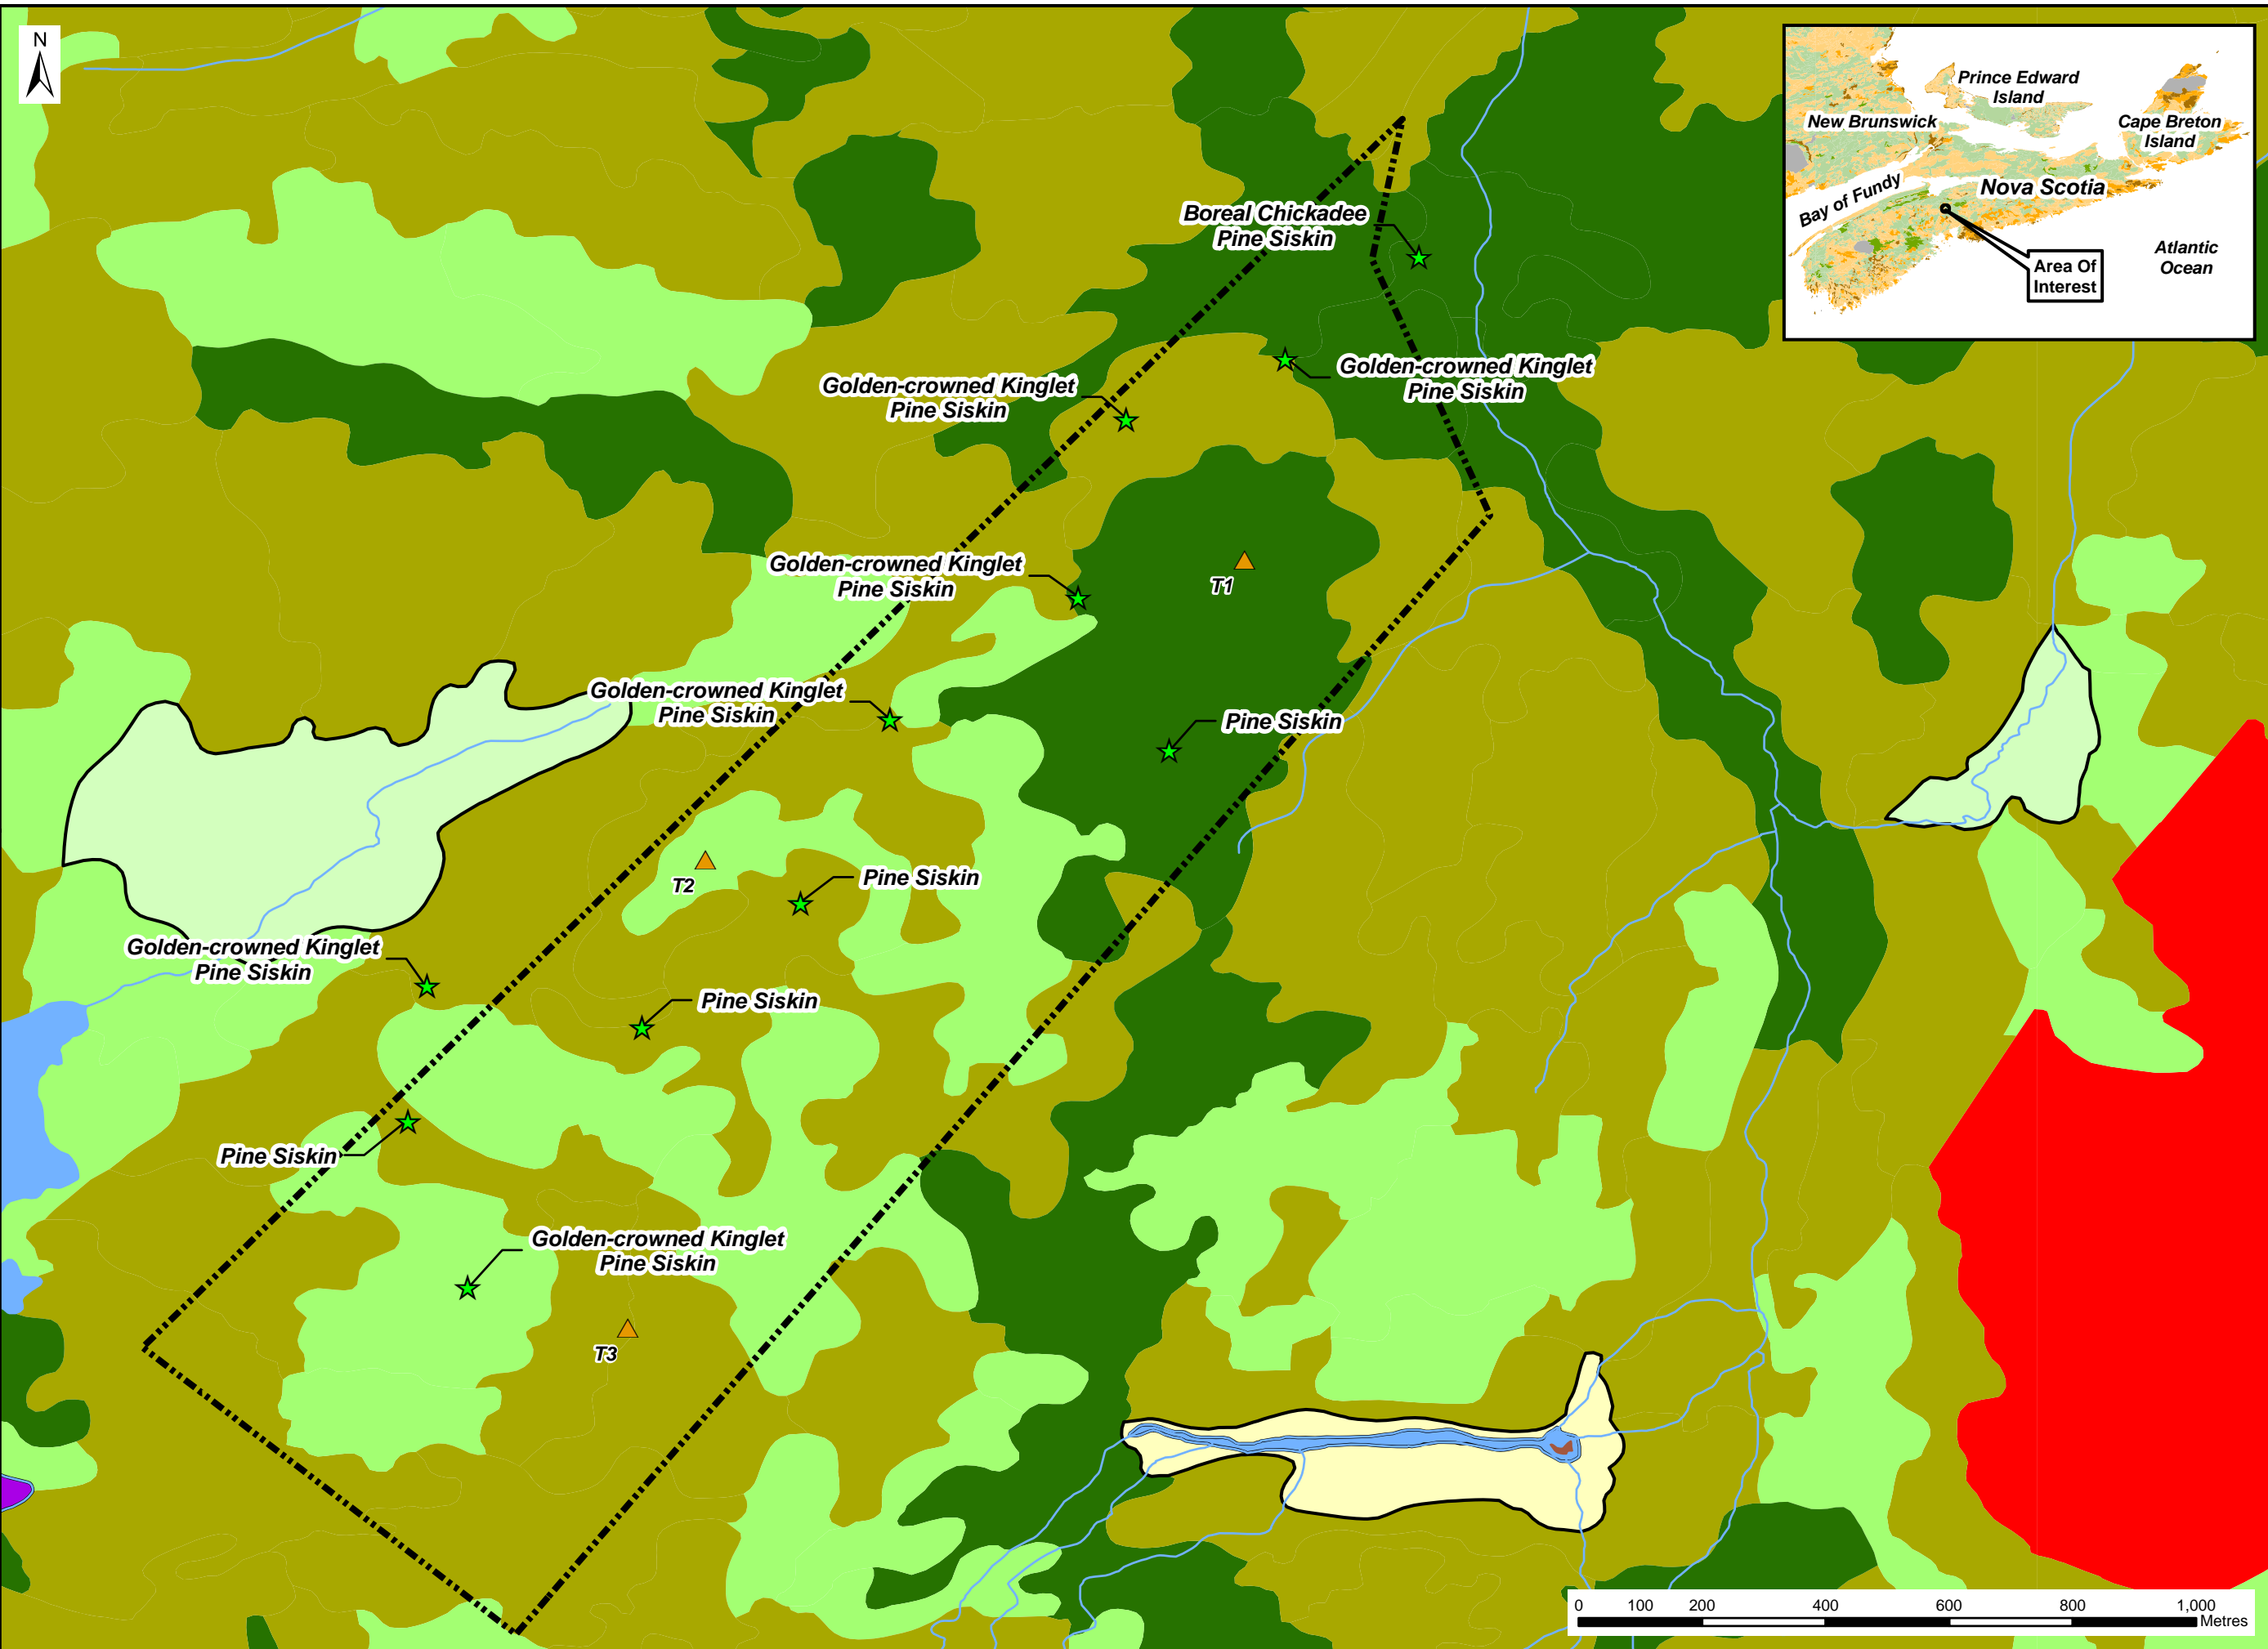 N
Prince Edward
Island
New Brunswick
Cape Breton
Island
Bay of Fundy
Nova Scotia
Atlantic
Ocean
Area Of
Interest
Boreal Chickadee
Pine Siskin
Golden-crowned Kinglet
Pine Siskin
Golden-crowned Kinglet
Pine Siskin
Golden-crowned Kinglet
Pine Siskin
T1
Golden-crowned Kinglet
Pine Siskin
Pine Siskin
T2
Pine Siskin
Golden-crowned Kinglet
Pine Siskin
Pine Siskin
Pine Siskin
Golden-crowned Kinglet
Pine Siskin
T3
0 100 200 400 600 800 1,000
Metres